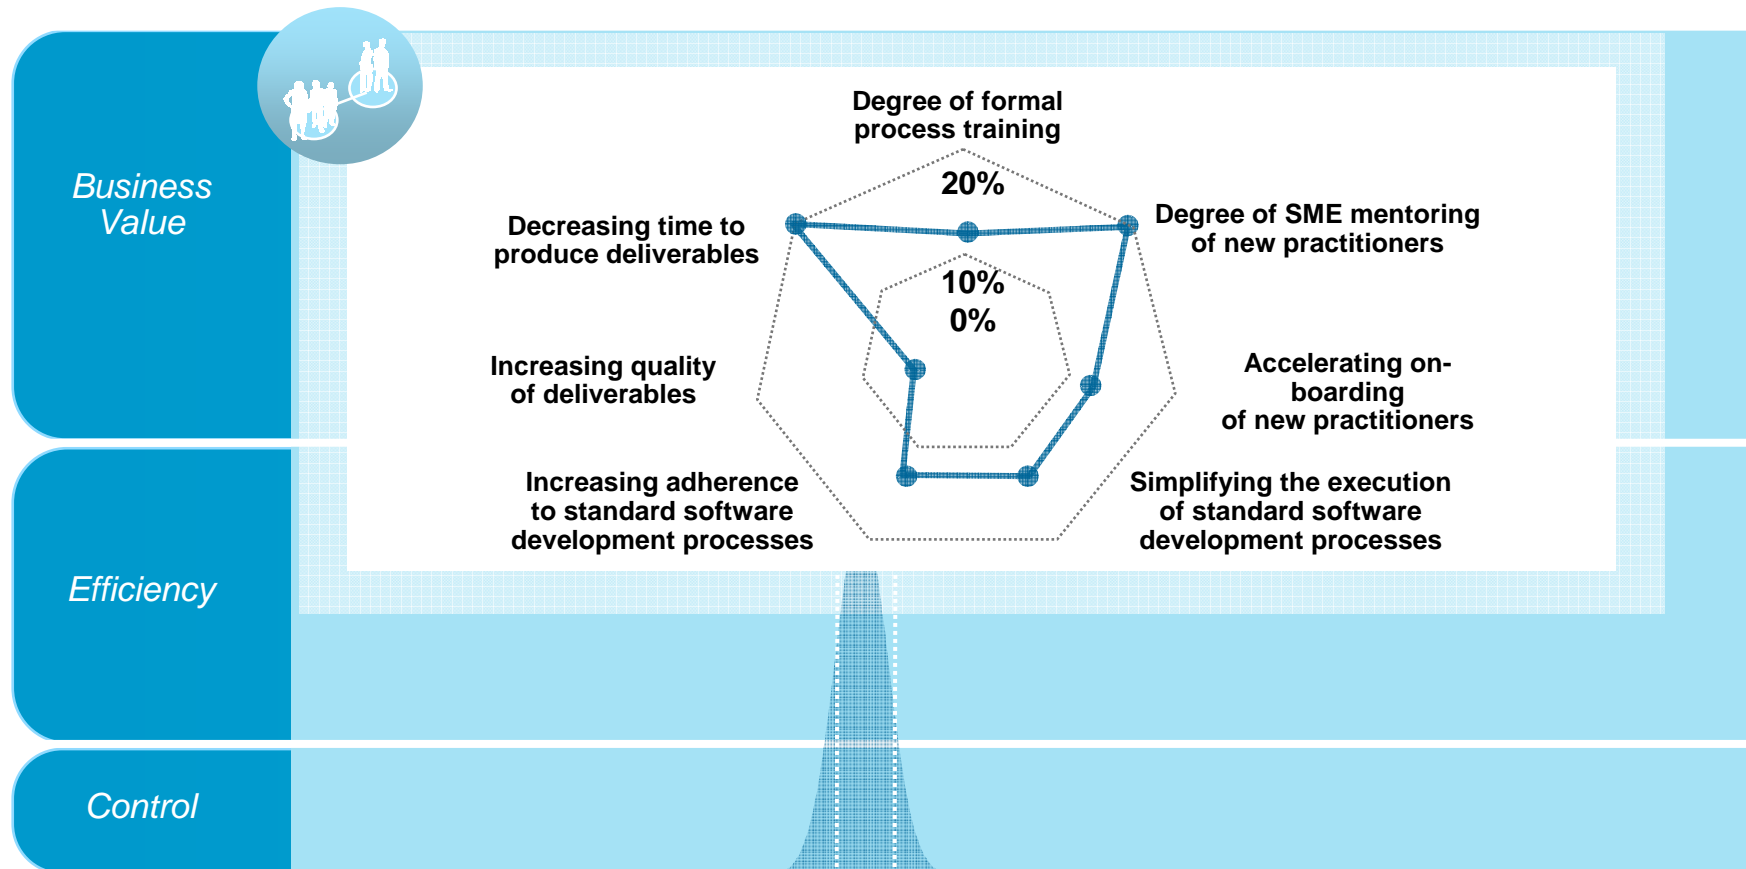 Business
Value
Efficiency
Control
Degree of formal
process training
20%
10%
0%
Degree of SME mentoring
of new practitioners
Accelerating on-
boarding
of new practitioners
Simplifying the execution
of standard software
development processes
Increasing adherence
to standard software
development processes
Increasing quality
of deliverables
Decreasing time to
produce deliverables